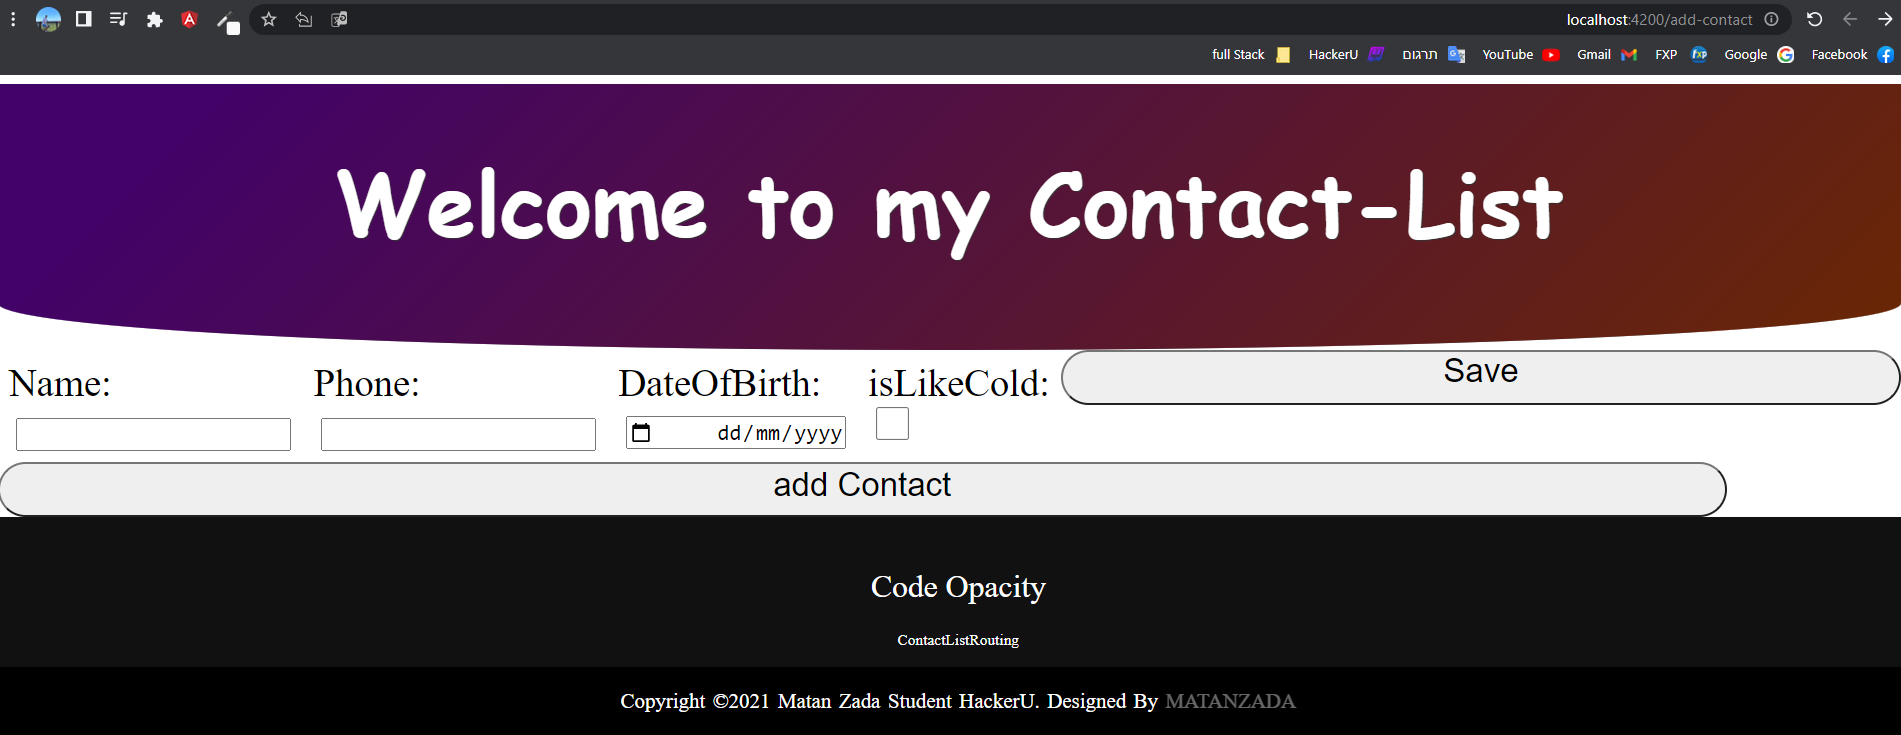 localhost:4200/add-contact
full Stack HackerU תרגום YouTube Gmail FXP Google Facebook
Welcome to my Contact-List
Name: Phone: DateOfBirth: isLikeCold: Save
dd/mm/yyyy
add Contact
Code Opacity
ContactListRouting
Copyright ©2021 Matan Zada Student HackerU. Designed By MATANZADA